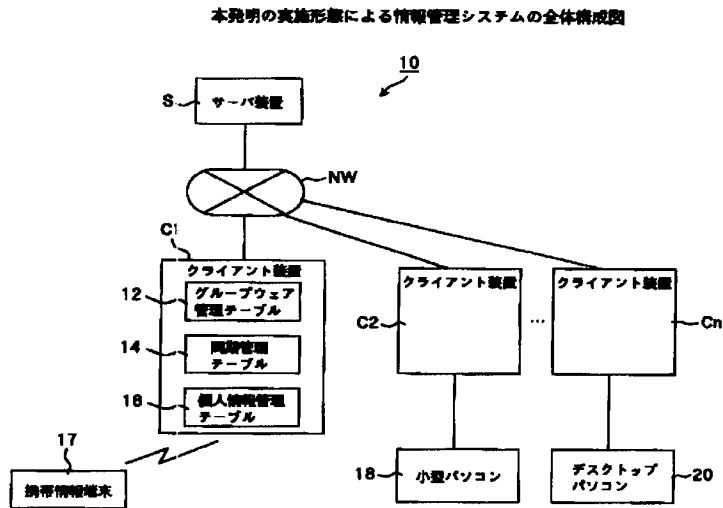 本発明の実施形態による情報管理システムの全体構成図
10
S
サーバ装置
NW
C1
クライアント装置
12
グループウェア
管理テーブル
14
同期管理
テーブル
16
個人情報管理
テーブル
17
携帯情報端末
クライアント装置
C2
…
クライアント装置
Cn
18
小型パソコン
デスクトップ
パソコン
20